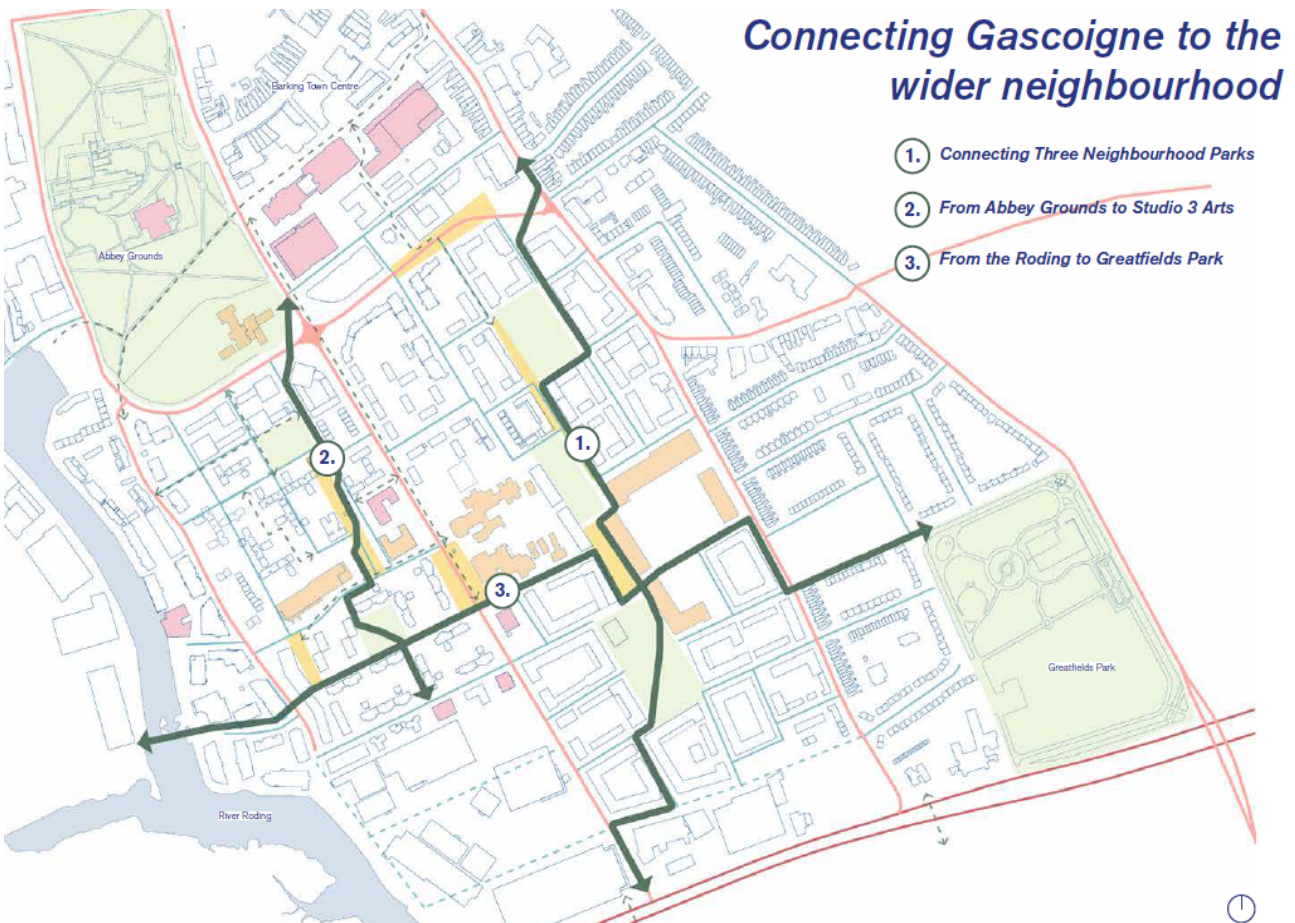 Connecting Gascoigne to the
wider neighbourhood
1. Connecting Three Neighbourhood Parks
2. From Abbey Grounds to Studio 3 Arts
3. From the Roding to Greatfields Park
Barking Town Centre
Abbey Grounds
2.
1.
3.
Greatfields Park
River Roding